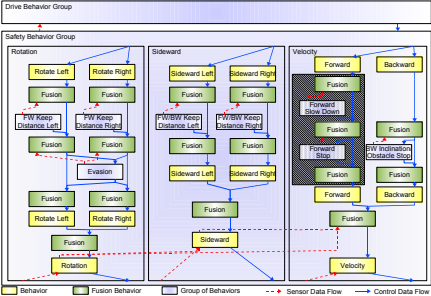 Drive Behavior Group
Safety Behavior Group
Rotation
Rotate Left
Rotate Right
Fusion
Fusion
FW Keep
Distance Left
FW Keep
Distance Right
Fusion
Fusion
Evasion
Fusion
Fusion
Rotate Left
Rotate Right
Fusion
Rotation
Sideward
Sideward Left
Sideward Right
Fusion
Fusion
FW/BW Keep
Distance Left
FW/BW Keep
Distance Right
Fusion
Fusion
Sideward Left
Sideward Right
Fusion
Sideward
Velocity
Forward
Backward
Fusion
Forward
Slow Down
Fusion
Fusion
Forward
Stop
BW Inclination/
Obstacle Stop
Fusion
Fusion
Forward
Backward
Fusion
Velocity
Behavior
Fusion Behavior
Group of Behaviors
Sensor Data Flow
Control Data Flow